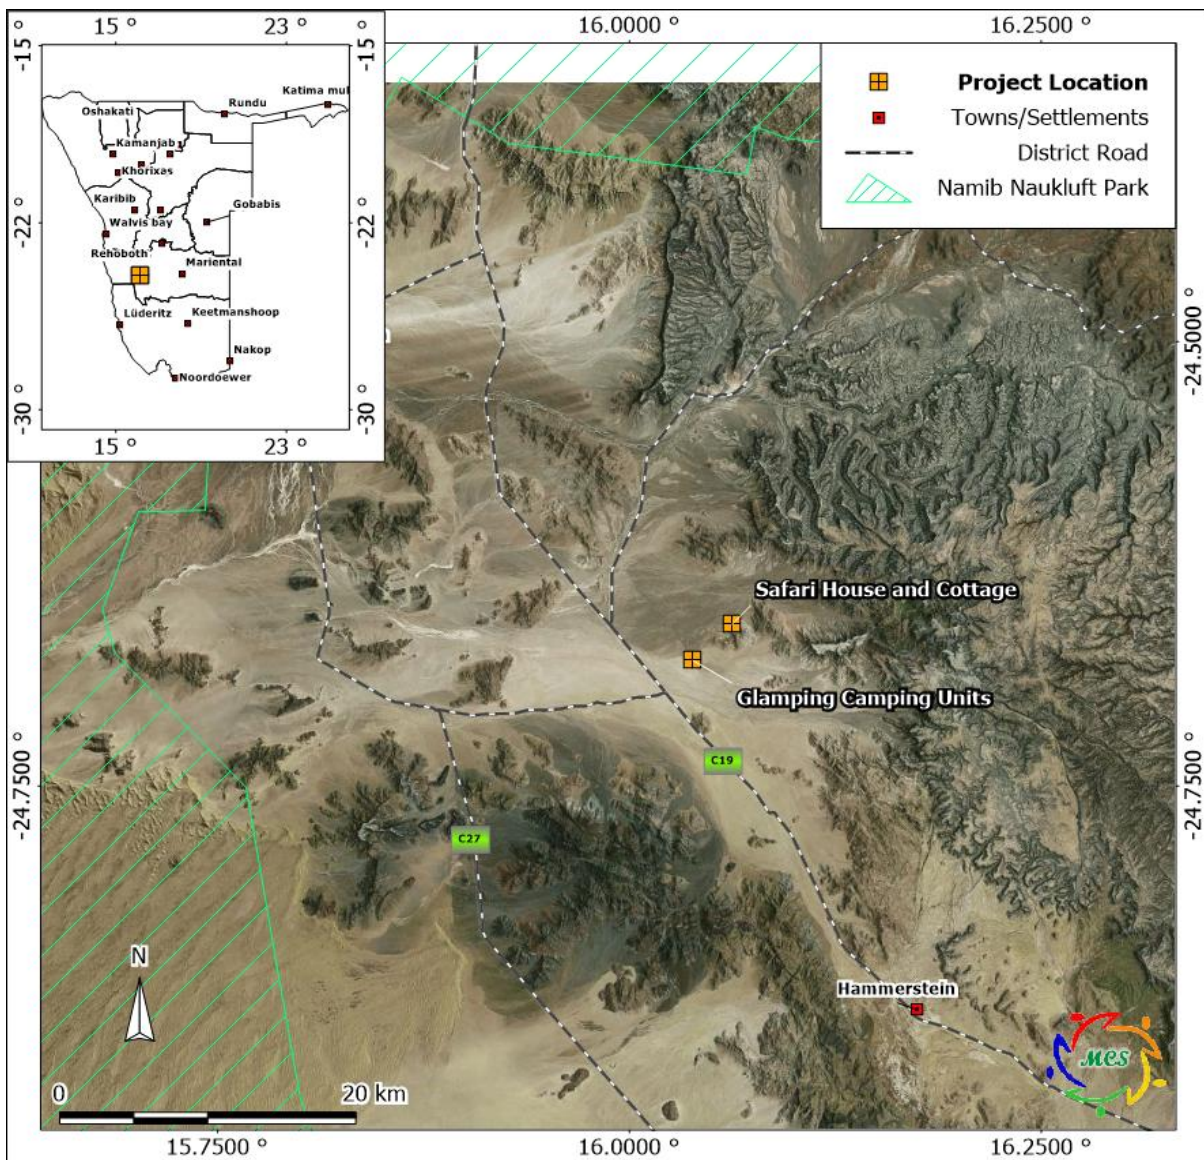 16.0000 °
16.2500 °
15 °
23 °
-15 °
-22 °
-30 °
-15 °
-22 °
-30 °
Katima mul
Rundu
Oshakati
Kamanjab
Khorixas
Karibib
Gobabis
Walvis bay
Rehoboth
Mariental
Lüderitz
Keetmanshoop
Nakop
Noordoewer
15 °
23 °
Project Location
Towns/Settlements
District Road
Namib Naukluft Park
-24.5000 °
Safari House and Cottage
Glamping Camping Units
C19
-24.7500 °
-24.7500 °
C27
N
Hammerstein
MCS
0
20 km
15.7500 °
16.0000 °
16.2500 °